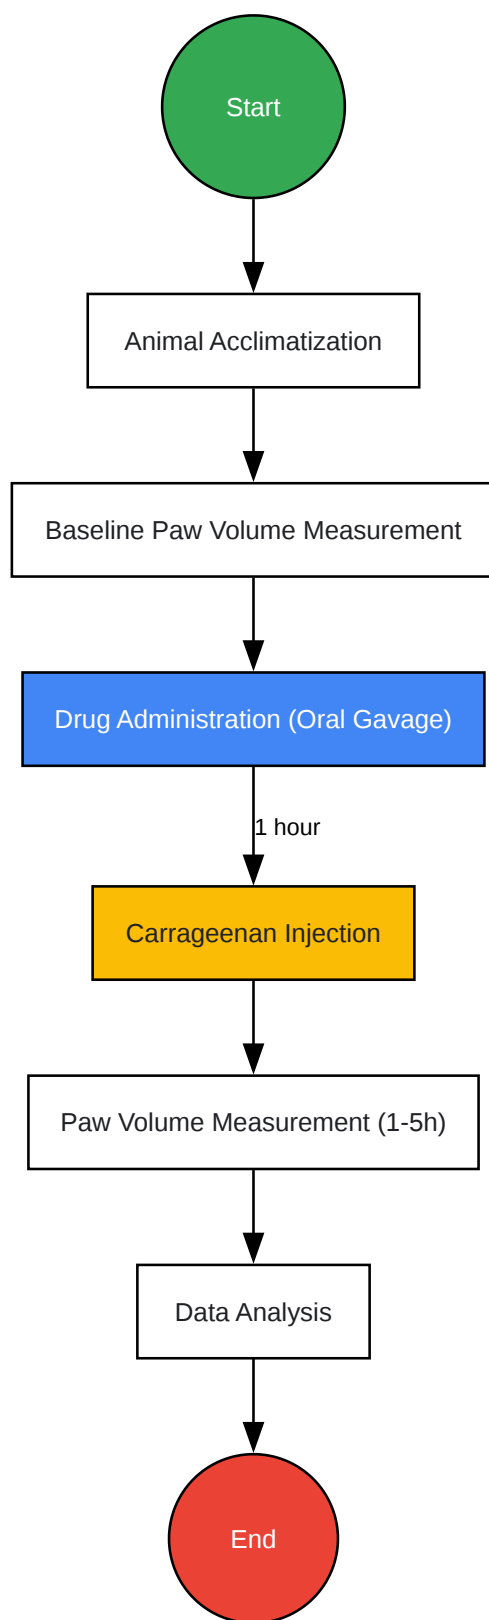 Start
Animal Acclimatization
Baseline Paw Volume Measurement
Drug Administration (Oral Gavage)
1 hour
Carrageenan Injection
Paw Volume Measurement (1-5h)
Data Analysis
End